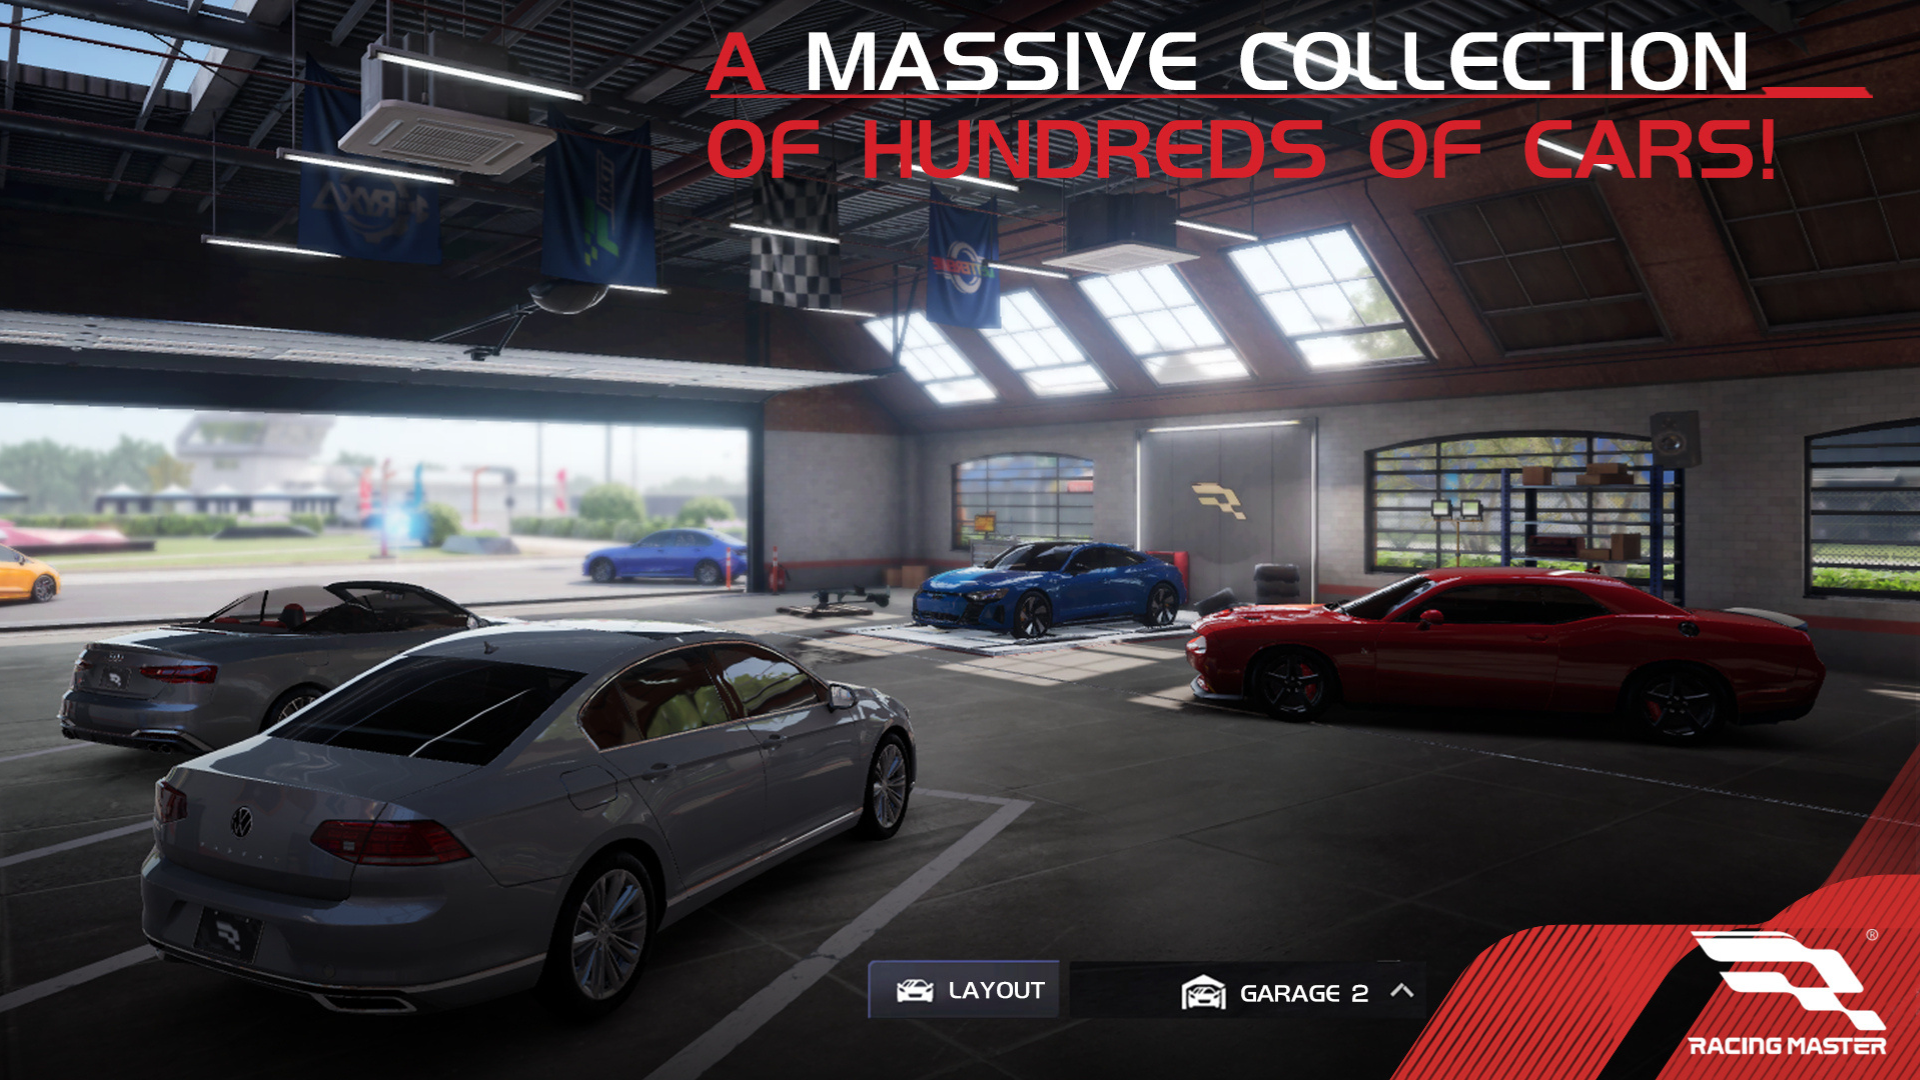 A MASSIVE COLLECTION
OF HUNDREDS OF CARS!
LAYOUT
GARAGE 2
®
RACING MASTER